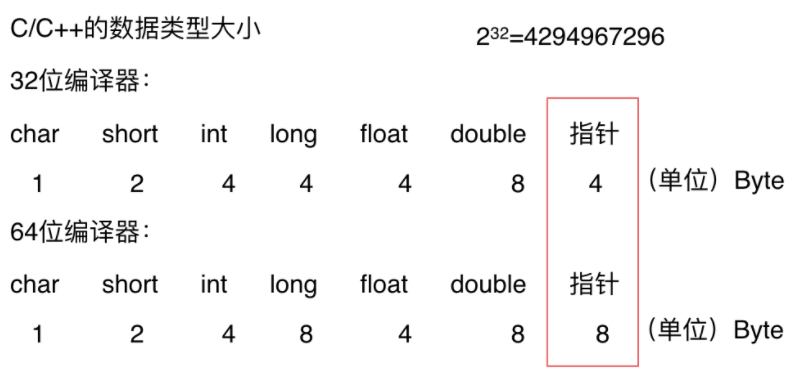 C/C++的数据类型大小
2³²=4294967296
32位编译器：
char short int long float double 指针
1 2 4 4 4 8 4 （单位）Byte
64位编译器：
char short int long float double 指针
1 2 4 8 4 8 8 （单位）Byte